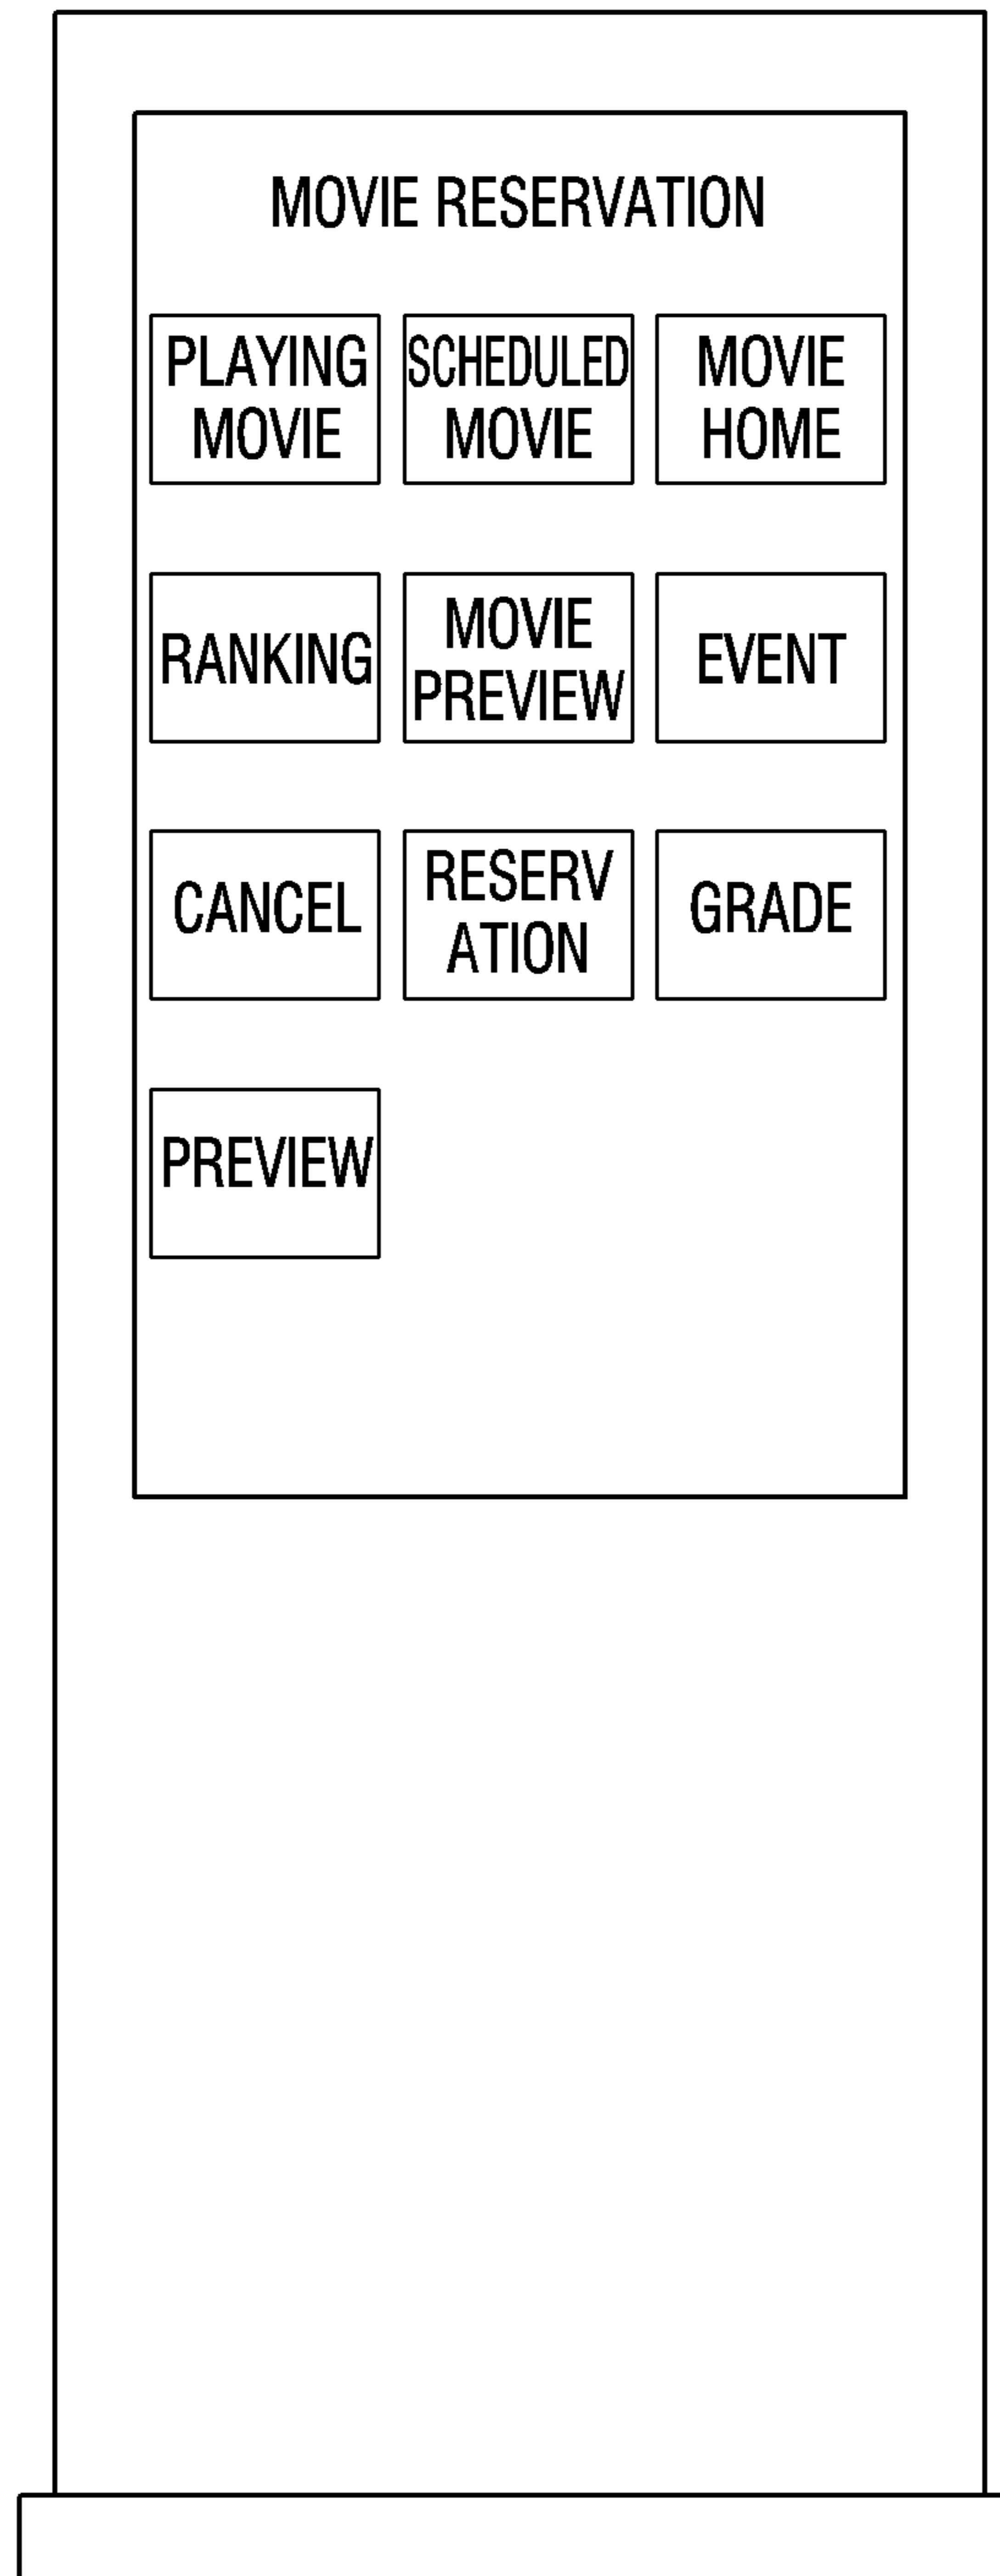 MOVIE RESERVATION
PLAYING
MOVIE
SCHEDULED
MOVIE
MOVIE
HOME
RANKING
MOVIE
PREVIEW
EVENT
CANCEL
RESERV
ATION
GRADE
PREVIEW